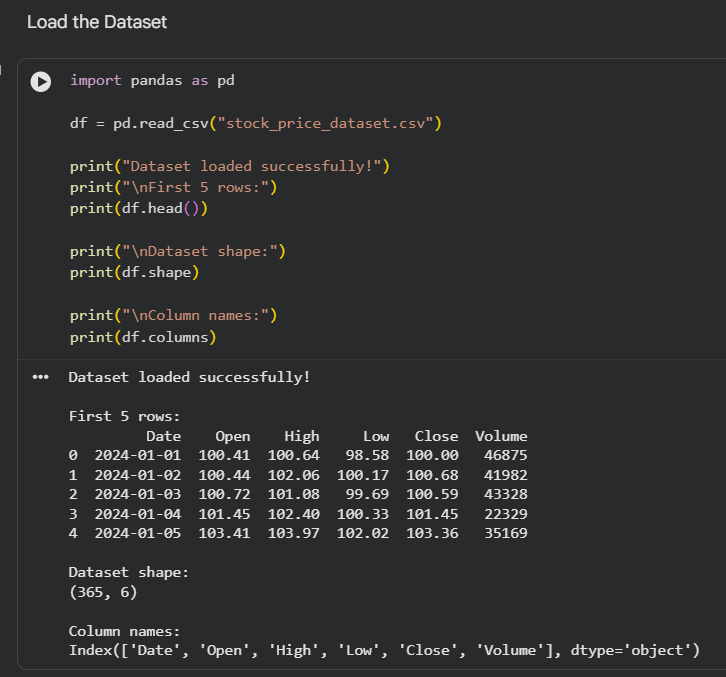 Load the Dataset
import pandas as pd
df = pd.read_csv("stock_price_dataset.csv")
print("Dataset loaded successfully!")
print("\nFirst 5 rows:")
print(df.head())
print("\nDataset shape:")
print(df.shape)
print("\nColumn names:")
print(df.columns)
Dataset loaded successfully!
First 5 rows:
Date Open High Low Close Volume
0 2024-01-01 100.41 100.64 98.58 100.00 46875
1 2024-01-02 100.44 102.06 100.17 100.68 41982
2 2024-01-03 100.72 101.08 99.69 100.59 43328
3 2024-01-04 101.45 102.40 100.33 101.45 22329
4 2024-01-05 103.41 103.97 102.02 103.36 35169
Dataset shape:
(365, 6)
Column names:
Index(['Date', 'Open', 'High', 'Low', 'Close', 'Volume'], dtype='object')